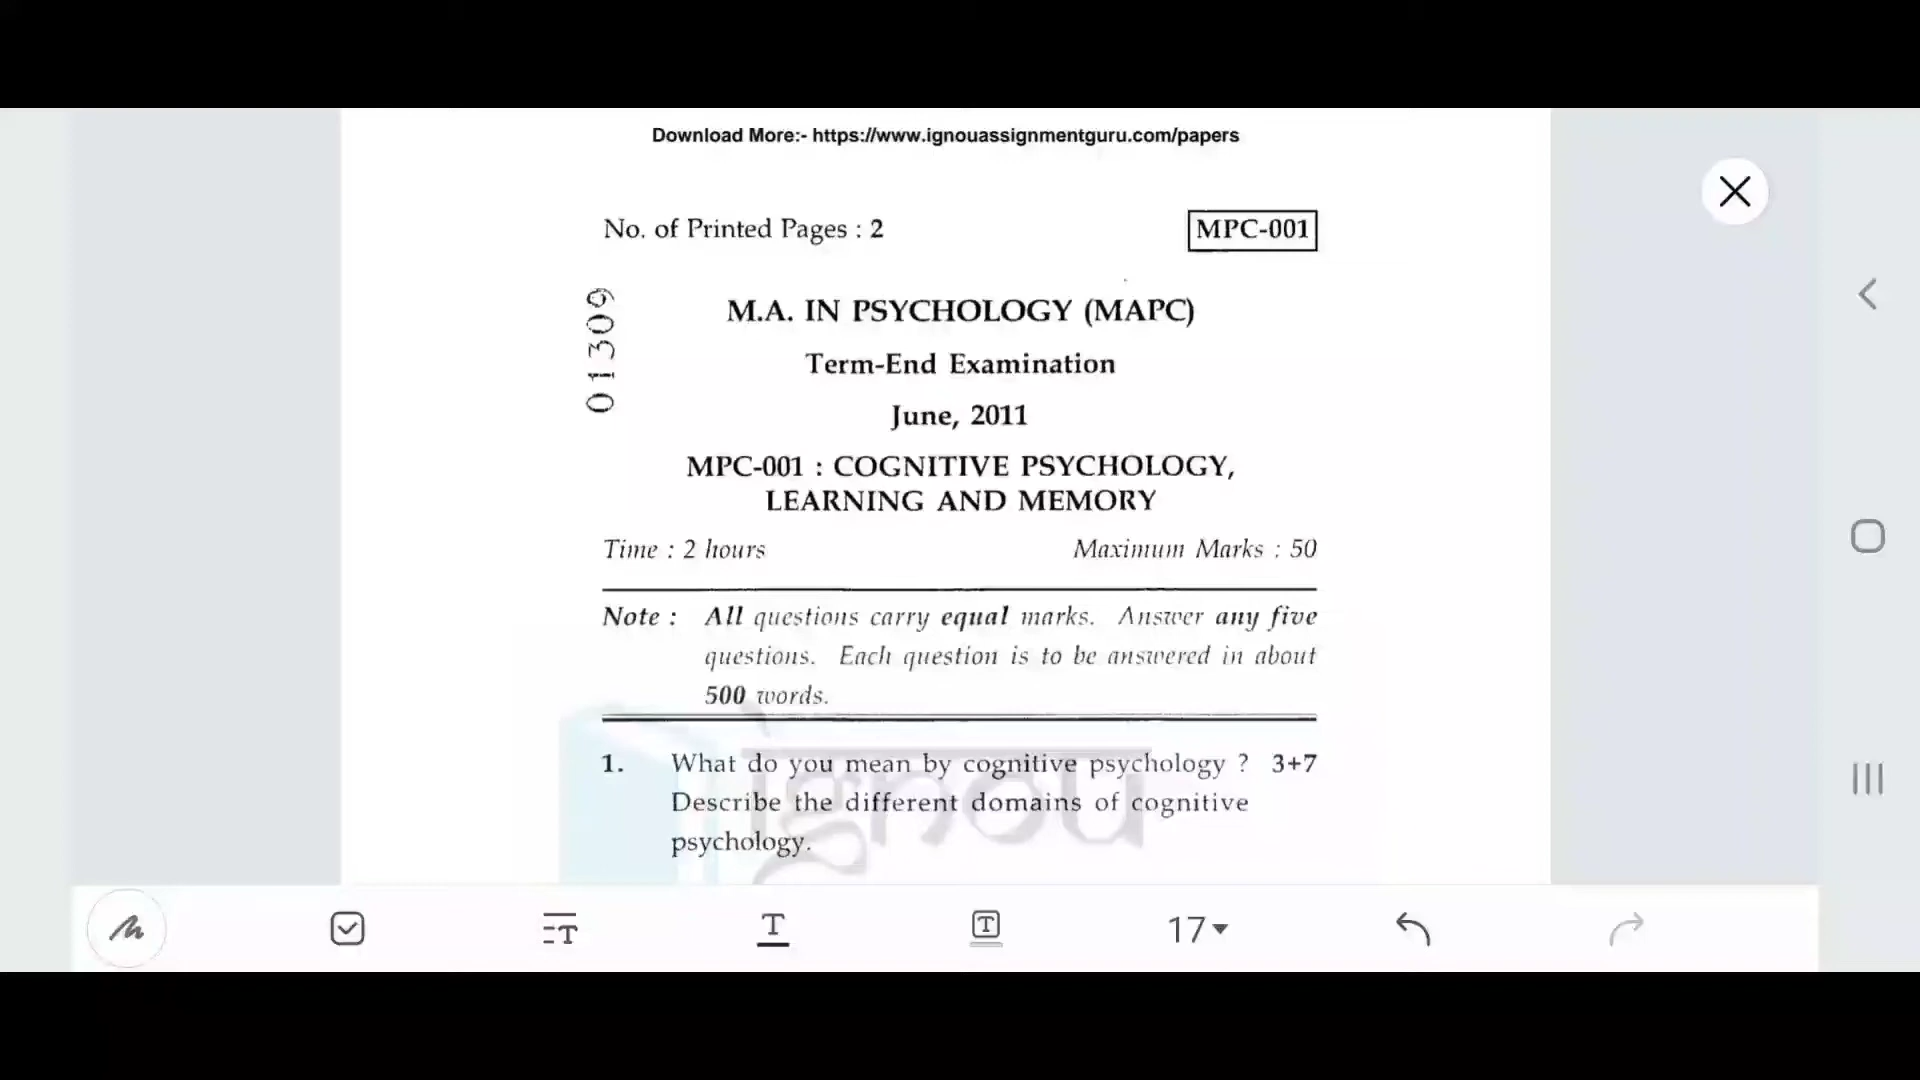 Download More:- https://www.ignouassignmentguru.com/papers
No. of Printed Pages : 2 MPC-001
01309
M.A. IN PSYCHOLOGY (MAPC)
Term-End Examination
June, 2011
MPC-001 : COGNITIVE PSYCHOLOGY,
LEARNING AND MEMORY
Time : 2 hours Maximum Marks : 50
Note : All questions carry equal marks. Answer any five
questions. Each question is to be answered in about
500 words.
1. What do you mean by cognitive psychology ? 3+7
Describe the different domains of cognitive
psychology.
ignou
17